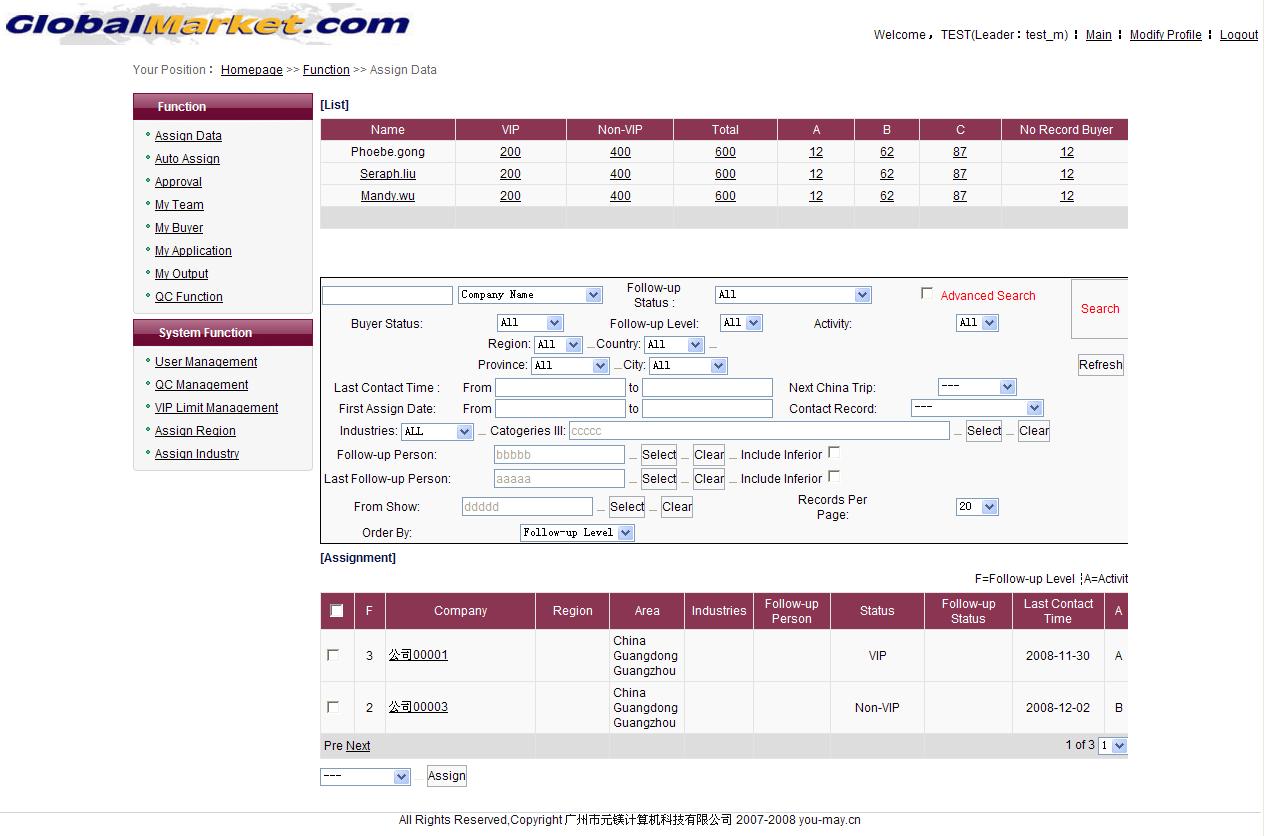 GlobalMarket.com
Welcome，TEST(Leader：test_m) ¦ Main ¦ Modify Profile ¦ Logout
Your Position： Homepage >> Function >> Assign Data
Function
Assign Data
Auto Assign
Approval
My Team
My Buyer
My Application
My Output
QC Function
System Function
User Management
QC Management
VIP Limit Management
Assign Region
Assign Industry
[List]
Name VIP Non-VIP Total A B C No Record Buyer
Phoebe.gong 200 400 600 12 62 87 12
Seraph.liu 200 400 600 12 62 87 12
Mandy.wu 200 400 600 12 62 87 12
Company Name Follow-up Status : All Advanced Search Search
Buyer Status: All Follow-up Level: All Activity: All
Region: All Country: All
Province: All City: All Refresh
Last Contact Time : From to Next China Trip: ---
First Assign Date: From to Contact Record: ---
Industries: ALL Catogeries III: ccccc Select Clear
Follow-up Person: bbbbb Select Clear Include Inferior
Last Follow-up Person: aaaaa Select Clear Include Inferior
From Show: ddddd Select Clear Records Per Page: 20
Order By: Follow-up Level
[Assignment]
F=Follow-up Level ¦A=Activit
F Company Region Area Industries Follow-up Person Status Follow-up Status Last Contact Time A
3 公司00001 China Guangdong Guangzhou VIP 2008-11-30 A
2 公司00003 China Guangdong Guangzhou Non-VIP 2008-12-02 B
Pre Next 1 of 3 1
--- Assign
All Rights Reserved,Copyright 广州市元镁计算机科技有限公司 2007-2008 you-may.cn